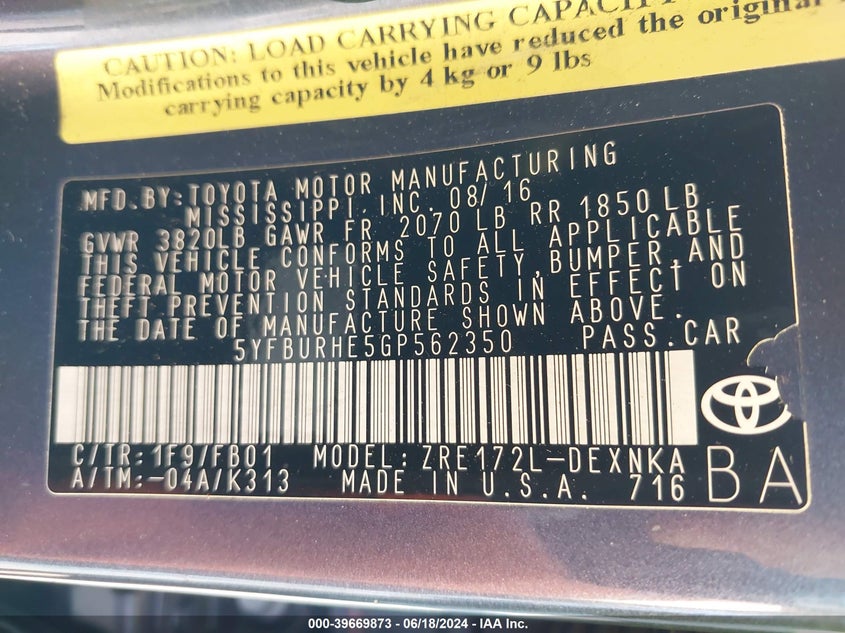 CAUTION: LOAD CARRYING CAPACITY
Modifications to this vehicle have reduced the original
carrying capacity by 4 kg or 9 lbs
MFD. BY: TOYOTA MOTOR MANUFACTURING
MISSISSIPPI, INC. 08/16
GVWR 3820LB GAWR FR 2070 LB RR 1850 LB
THIS VEHICLE CONFORMS TO ALL APPLICABLE
FEDERAL MOTOR VEHICLE SAFETY, BUMPER, AND
THEFT PREVENTION STANDARDS IN EFFECT ON
THE DATE OF MANUFACTURE SHOWN ABOVE.
5YFBURHE5GP562350 PASS. CAR
C/TR: 1F9/FB01 MODEL: ZRE172L-DEXNKA
A/TM: -04A/K313 MADE IN U.S.A. 716 BA
000-39669873 - 06/18/2024 - IAA Inc.